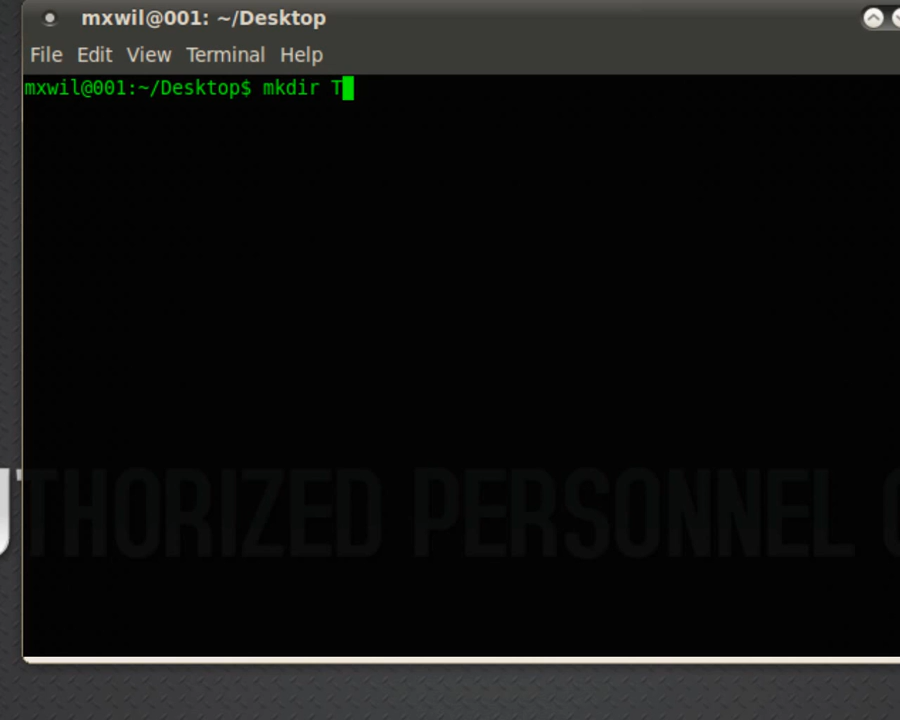 mxwil@001: ~/Desktop
File Edit View Terminal Help
mxwil@001:~/Desktop$ mkdir T
THORIZED PERSONNEL